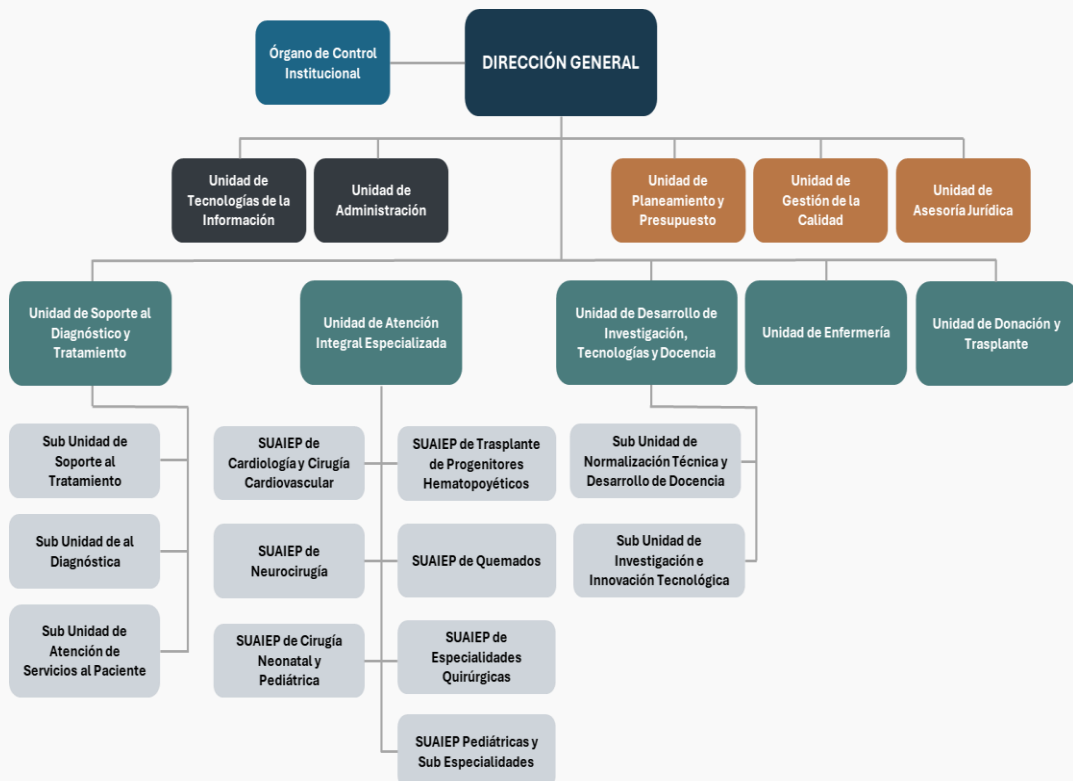 Órgano de Control
Institucional
DIRECCIÓN GENERAL
Unidad de
Tecnologías de la
Información
Unidad de
Administración
Unidad de
Planeamiento y
Presupuesto
Unidad de
Gestión de la
Calidad
Unidad de
Asesoría Jurídica
Unidad de Soporte al
Diagnóstico y
Tratamiento
Unidad de Atención
Integral Especializada
Unidad de Desarrollo de
Investigación,
Tecnologías y Docencia
Unidad de Enfermería
Unidad de Donación y
Trasplante
Sub Unidad de
Soporte al
Tratamiento
SUAIEP de
Cardiología y Cirugía
Cardiovascular
SUAIEP de Trasplante
de Progenitores
Hematopoyéticos
Sub Unidad de
Normalización Técnica y
Desarrollo de Docencia
Sub Unidad de al
Diagnóstica
SUAIEP de
Neurocirugía
SUAIEP de Quemados
Sub Unidad de
Investigación e
Innovación Tecnológica
Sub Unidad de
Atención de
Servicios al Paciente
SUAIEP de Cirugía
Neonatal y
Pediátrica
SUAIEP de
Especialidades
Quirúrgicas
SUAIEP Pediátricas y
Sub Especialidades